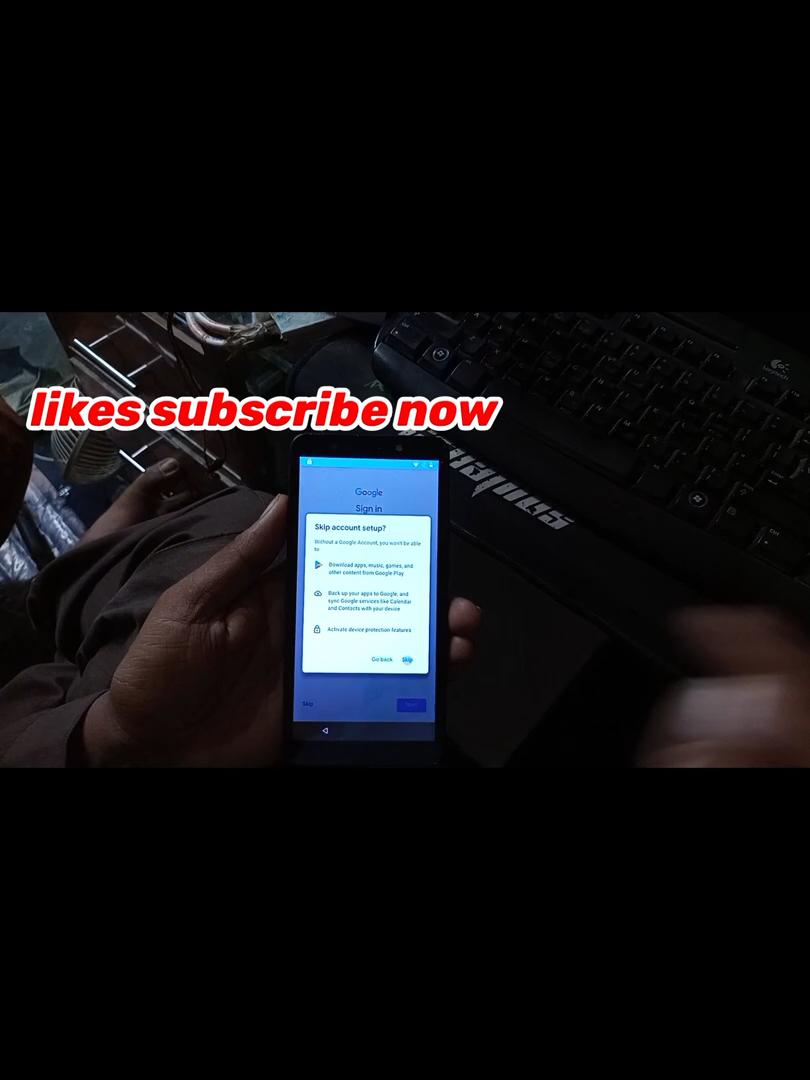 likes subscribe now
Google
Sign in
Skip account setup?
Without a Google Account, you won't be able
to
Download apps, music, games, and
other content from Google Play
Back up your apps to Google, and
sync Google services like Calendar
and Contacts with your device
Activate device protection features
Go back Skip
Skip
Logitech
Ctrl